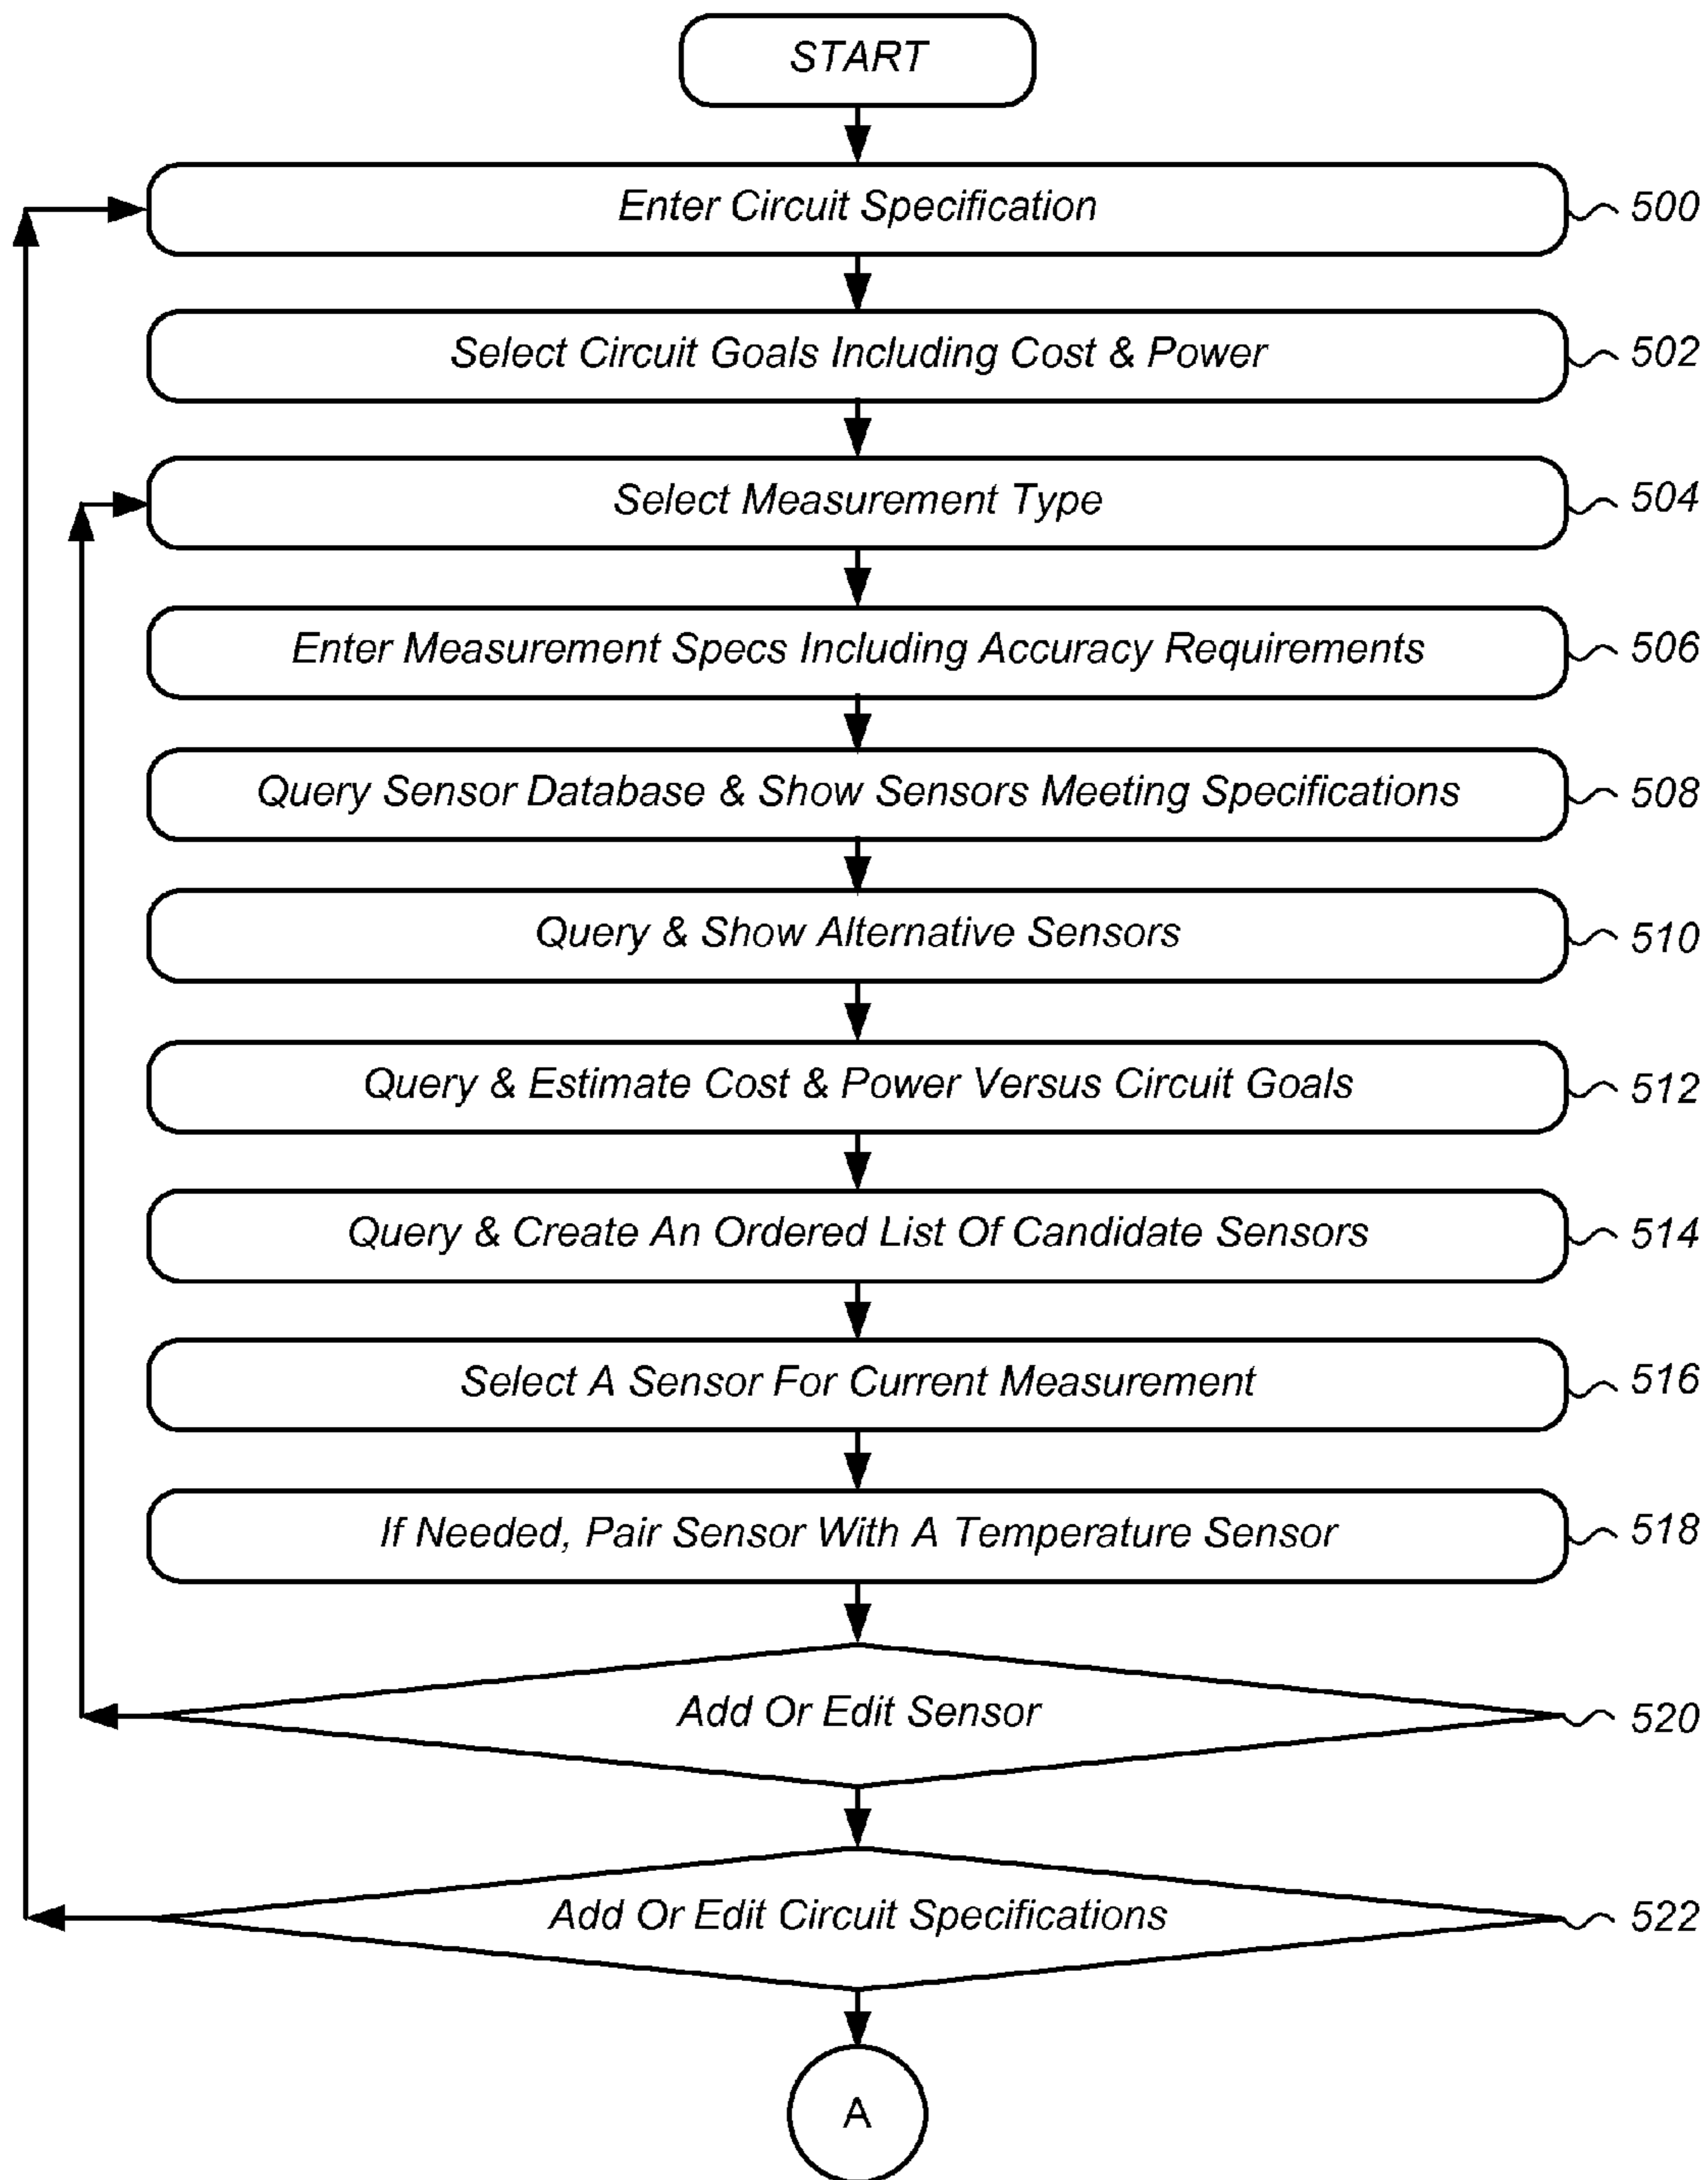 START
Enter Circuit Specification
500
Select Circuit Goals Including Cost & Power
502
Select Measurement Type
504
Enter Measurement Specs Including Accuracy Requirements
506
Query Sensor Database & Show Sensors Meeting Specifications
508
Query & Show Alternative Sensors
510
Query & Estimate Cost & Power Versus Circuit Goals
512
Query & Create An Ordered List Of Candidate Sensors
514
Select A Sensor For Current Measurement
516
If Needed, Pair Sensor With A Temperature Sensor
518
Add Or Edit Sensor
520
Add Or Edit Circuit Specifications
522
A